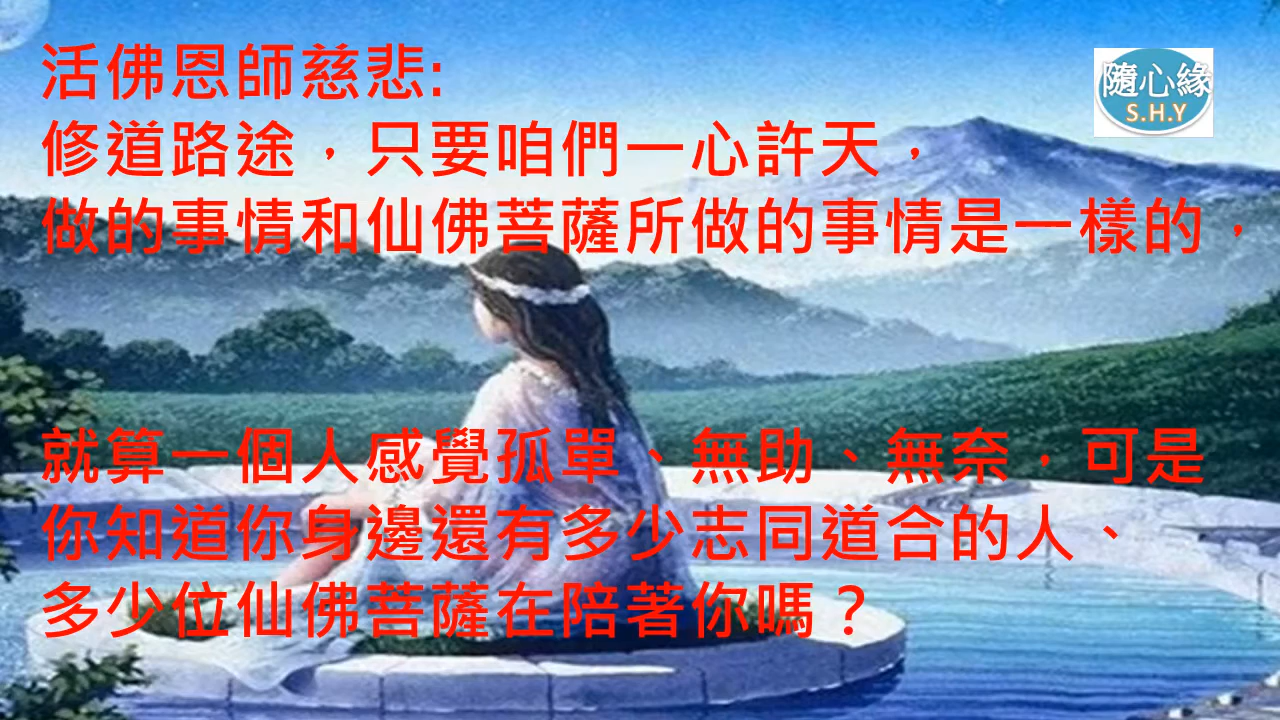 活佛恩師慈悲:
隨心緣
S.H.Y
修道路途，只要咱們一心許天，
做的事情和仙佛菩薩所做的事情是一樣的，
就算一個人感覺孤單、無助、無奈，可是
你知道你身邊還有多少志同道合的人、
多少位仙佛菩薩在陪著你嗎？